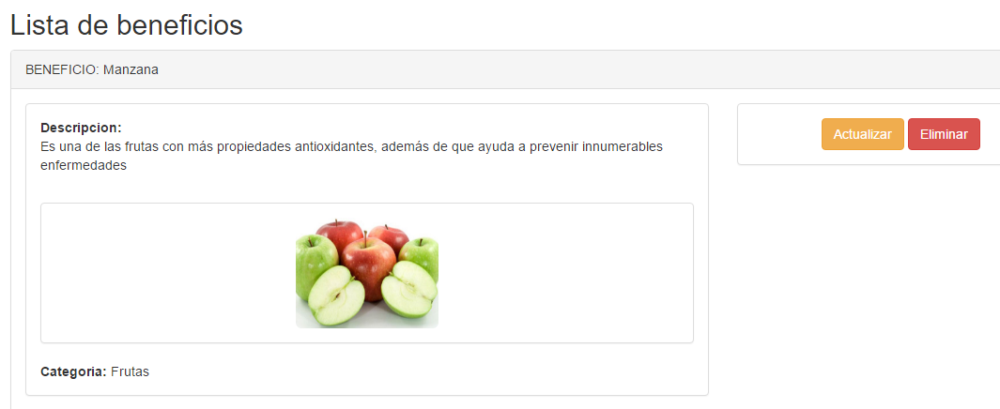 Lista de beneficios
BENEFICIO: Manzana
Descripcion:
Es una de las frutas con más propiedades antioxidantes, además de que ayuda a prevenir innumerables
enfermedades
Actualizar
Eliminar
Categoria: Frutas